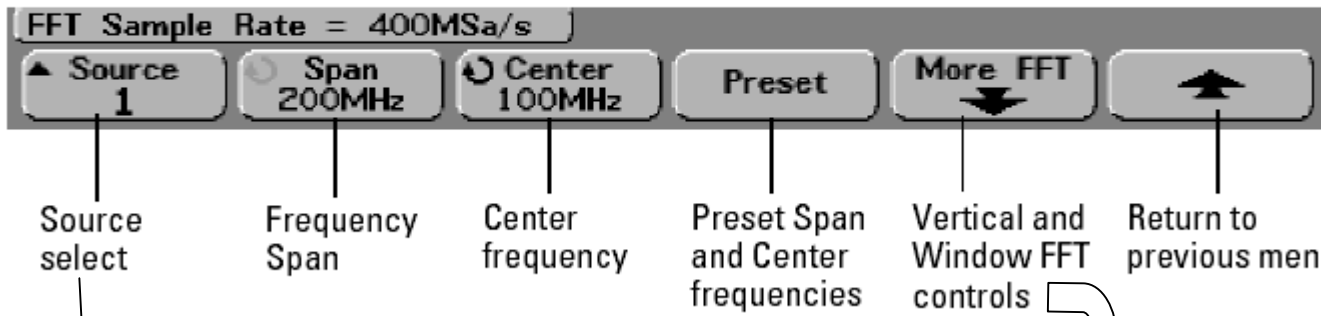 FFT Sample Rate = 400MSa/s
Source
1
Span
200MHz
Center
100MHz
Preset
More FFT
Source
select
Frequency
Span
Center
frequency
Preset Span
and Center
frequencies
Vertical and
Window FFT
controls
Return to
previous men